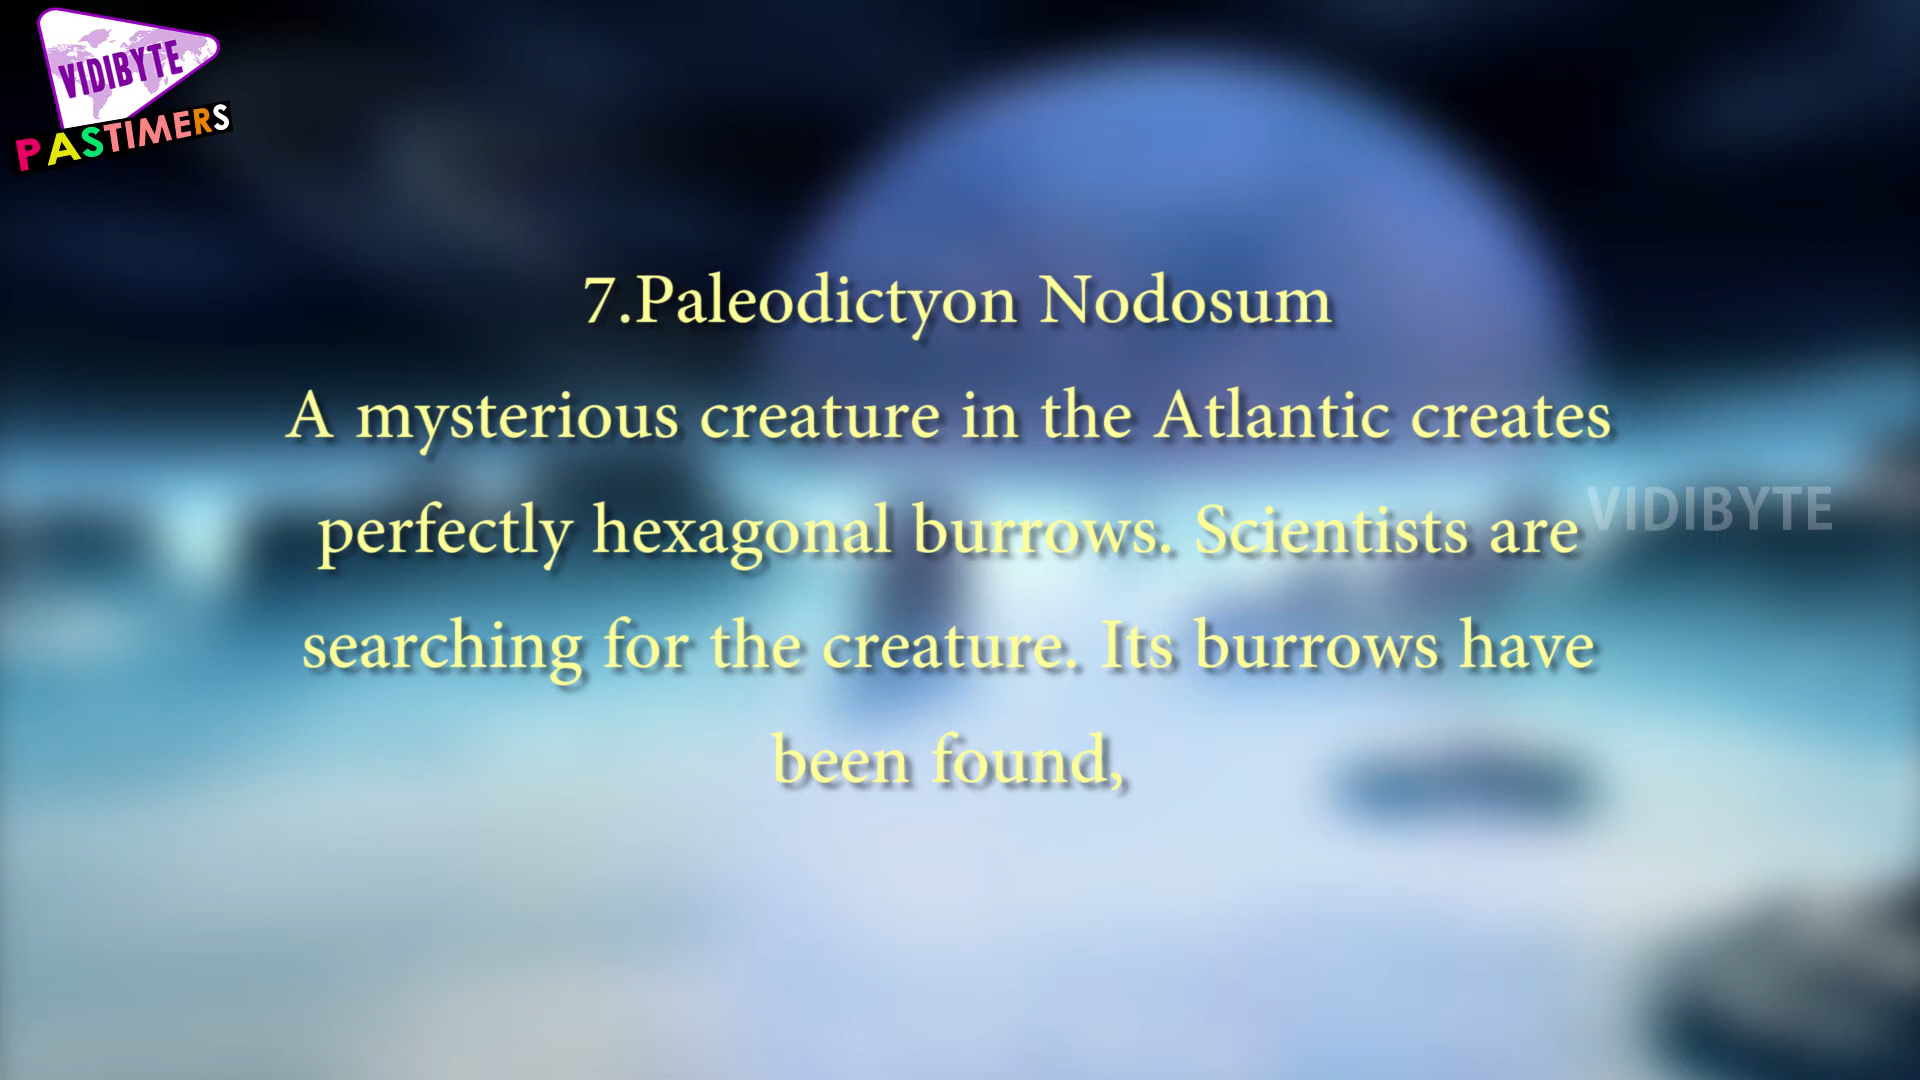 VIDIBYTE
PASTIMERS
7.Paleodictyon Nodosum
A mysterious creature in the Atlantic creates
perfectly hexagonal burrows. Scientists are
VIDIBYTE
searching for the creature. Its burrows have
been found,